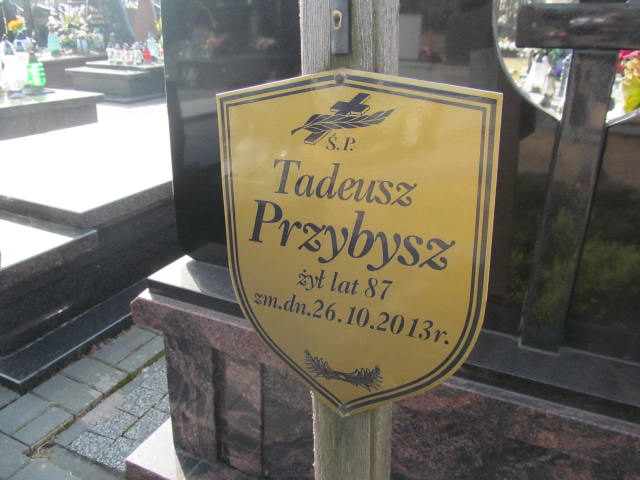 Ś.P.
Tadeusz
Przybysz
żył lat 87
zm.dn.26.10.2013r.